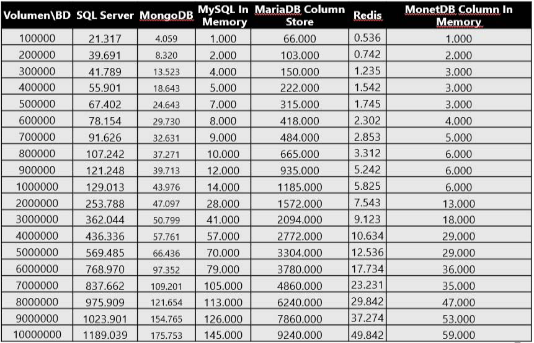 Volumen\BD SQL Server MongoDB MySQL In Memory MariaDB Column Store Redis MonetDB Column In Memory
100000 21.317 4.059 1.000 66.000 0.536 1.000
200000 39.691 8.320 2.000 103.000 0.742 2.000
300000 41.789 13.523 4.000 150.000 1.235 3.000
400000 55.901 18.643 5.000 222.000 1.542 3.000
500000 67.402 24.643 7.000 315.000 1.745 3.000
600000 78.154 29.730 8.000 418.000 2.302 4.000
700000 91.626 32.631 9.000 484.000 2.853 5.000
800000 107.242 37.271 10.000 665.000 3.312 6.000
900000 121.248 39.713 12.000 935.000 5.242 6.000
1000000 129.013 43.976 14.000 1185.000 5.825 6.000
2000000 253.788 47.097 28.000 1572.000 7.543 13.000
3000000 362.044 50.799 41.000 2094.000 9.123 18.000
4000000 436.336 57.761 57.000 2772.000 10.634 29.000
5000000 569.485 66.436 70.000 3304.000 12.536 29.000
6000000 768.970 97.352 79.000 3780.000 17.734 36.000
7000000 837.662 109.201 105.000 4860.000 23.231 35.000
8000000 975.909 121.654 113.000 6240.000 29.842 47.000
9000000 1023.901 154.765 126.000 7860.000 37.274 53.000
10000000 1189.039 175.753 145.000 9240.000 49.842 59.000